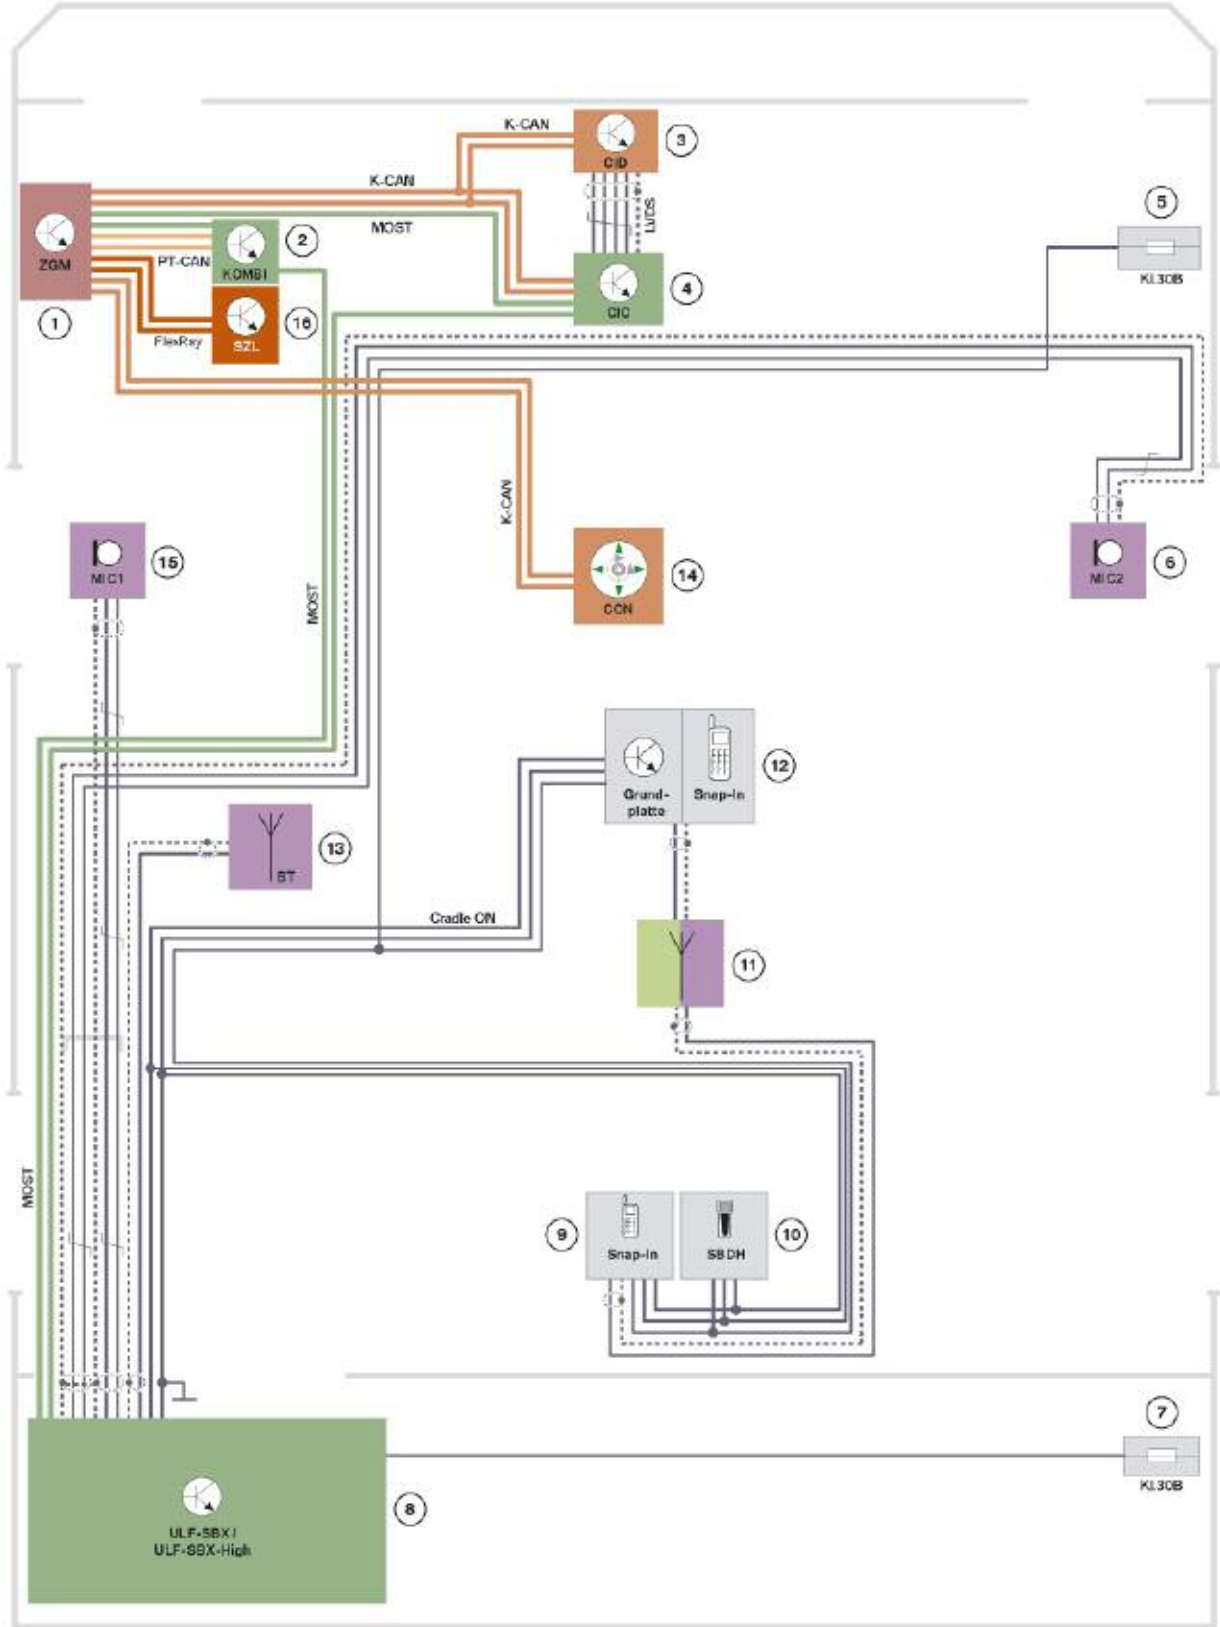 K-CAN
3
CID
K-CAN
5
MOST
LVDS
ZGM
2
PT-CAN
KOMBI
4
KL30B
CIC
1
16
FlexRay
SZL
K-CAN
15
MIC1
14
CON
6
MIC2
MOST
12
Grund-
platte
Snap-In
13
BT
Cradle ON
11
MOST
9
Snap-In
SBDH
10
7
KL30B
8
ULF-SBX /
ULF-SBX-High